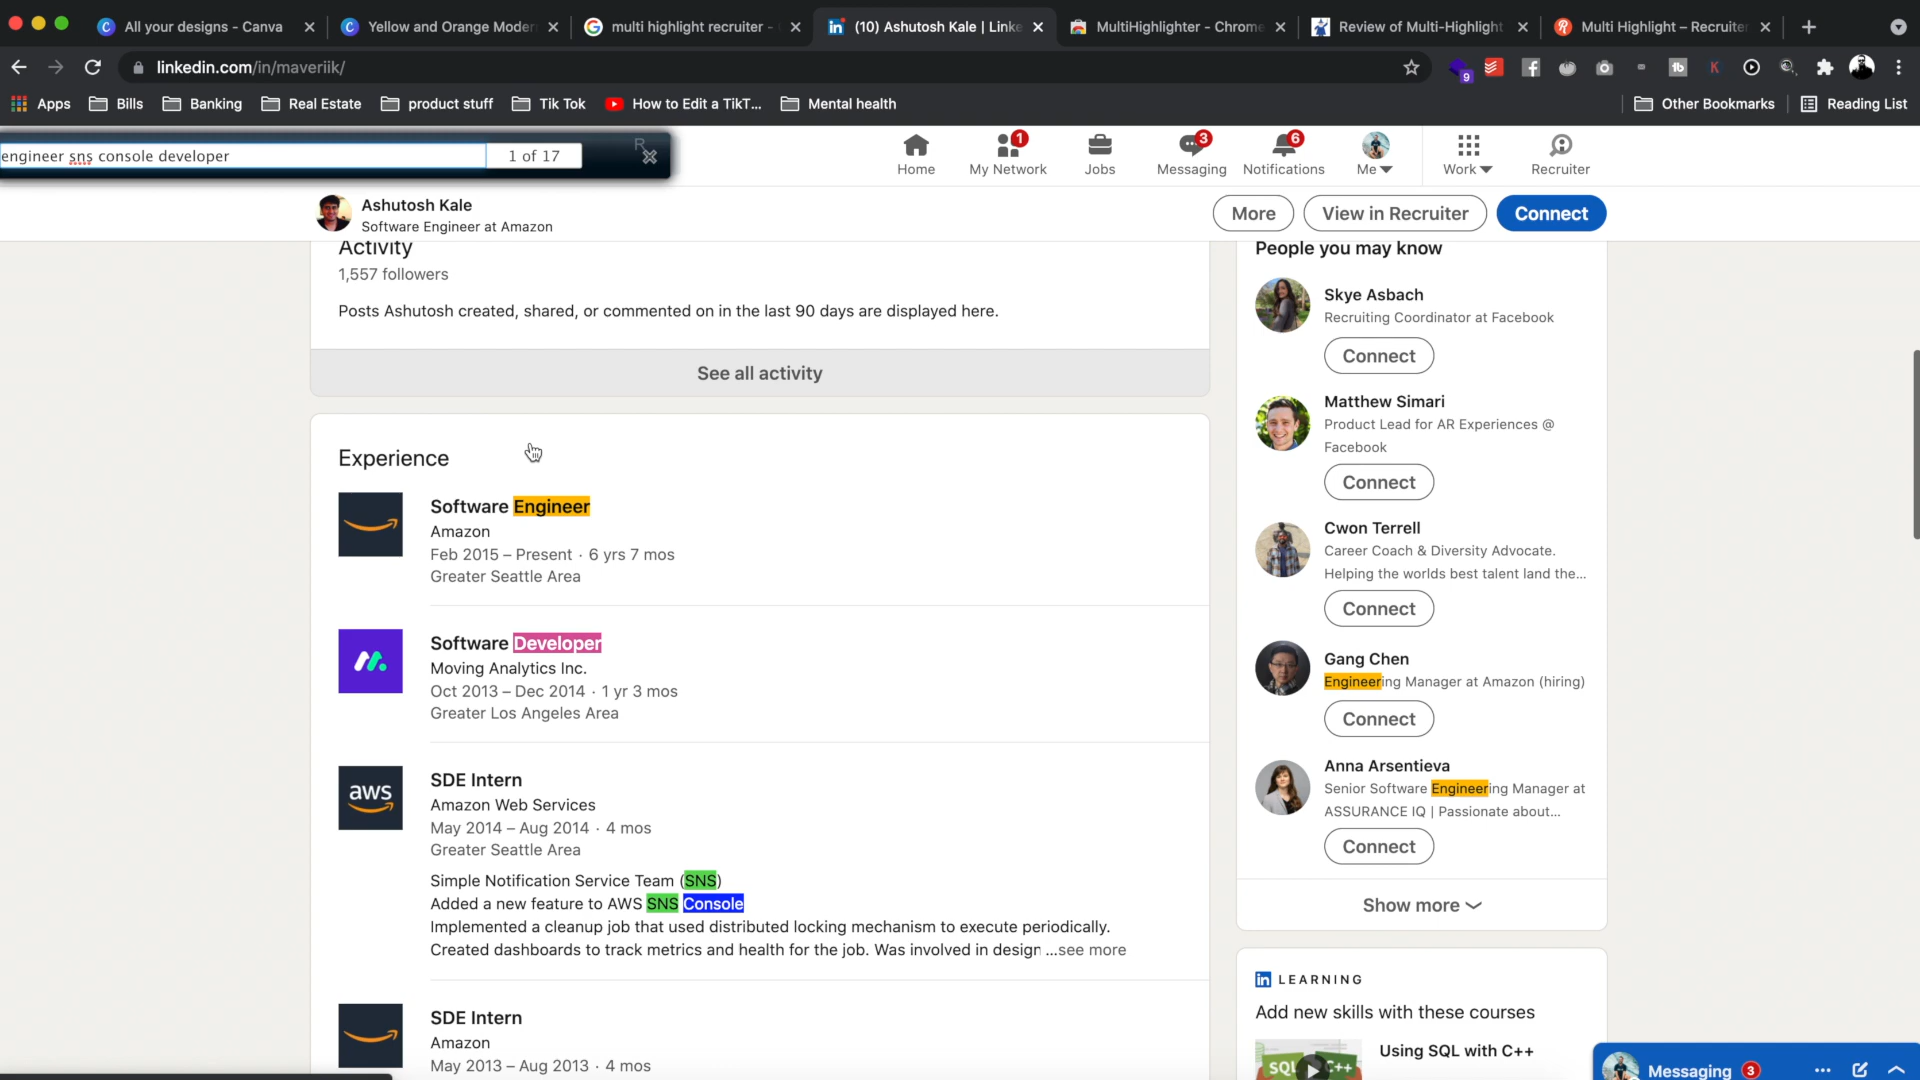 All your designs - Canva
Yellow and Orange Moder
multi highlight recruiter -
(10) Ashutosh Kale | Linke
MultiHighlighter - Chrome
Review of Multi-Highlight
Multi Highlight – Recruiter
linkedin.com/in/maveriik/
9
Apps
Bills
Banking
Real Estate
product stuff
Tik Tok
How to Edit a TikT...
Mental health
Other Bookmarks
Reading List
engineer sns console developer
1 of 17
R
Home
1
My Network
Jobs
3
Messaging
6
Notifications
Me
Work
Recruiter
Ashutosh Kale
Software Engineer at Amazon
More
View in Recruiter
Connect
Activity
1,557 followers
Posts Ashutosh created, shared, or commented on in the last 90 days are displayed here.
See all activity
Experience
Software Engineer
Amazon
Feb 2015 – Present · 6 yrs 7 mos
Greater Seattle Area
Software Developer
Moving Analytics Inc.
Oct 2013 – Dec 2014 · 1 yr 3 mos
Greater Los Angeles Area
aws
SDE Intern
Amazon Web Services
May 2014 – Aug 2014 · 4 mos
Greater Seattle Area
Simple Notification Service Team (SNS)
Added a new feature to AWS SNS Console
Implemented a cleanup job that used distributed locking mechanism to execute periodically.
Created dashboards to track metrics and health for the job. Was involved in design ...see more
SDE Intern
Amazon
May 2013 – Aug 2013 · 4 mos
People you may know
Skye Asbach
Recruiting Coordinator at Facebook
Connect
Matthew Simari
Product Lead for AR Experiences @
Facebook
Connect
Cwon Terrell
Career Coach & Diversity Advocate.
Helping the worlds best talent land the...
Connect
Gang Chen
Engineering Manager at Amazon (hiring)
Connect
Anna Arsentieva
Senior Software Engineering Manager at
ASSURANCE IQ | Passionate about...
Connect
Show more
in LEARNING
Add new skills with these courses
Using SQL with C++
Messaging 3